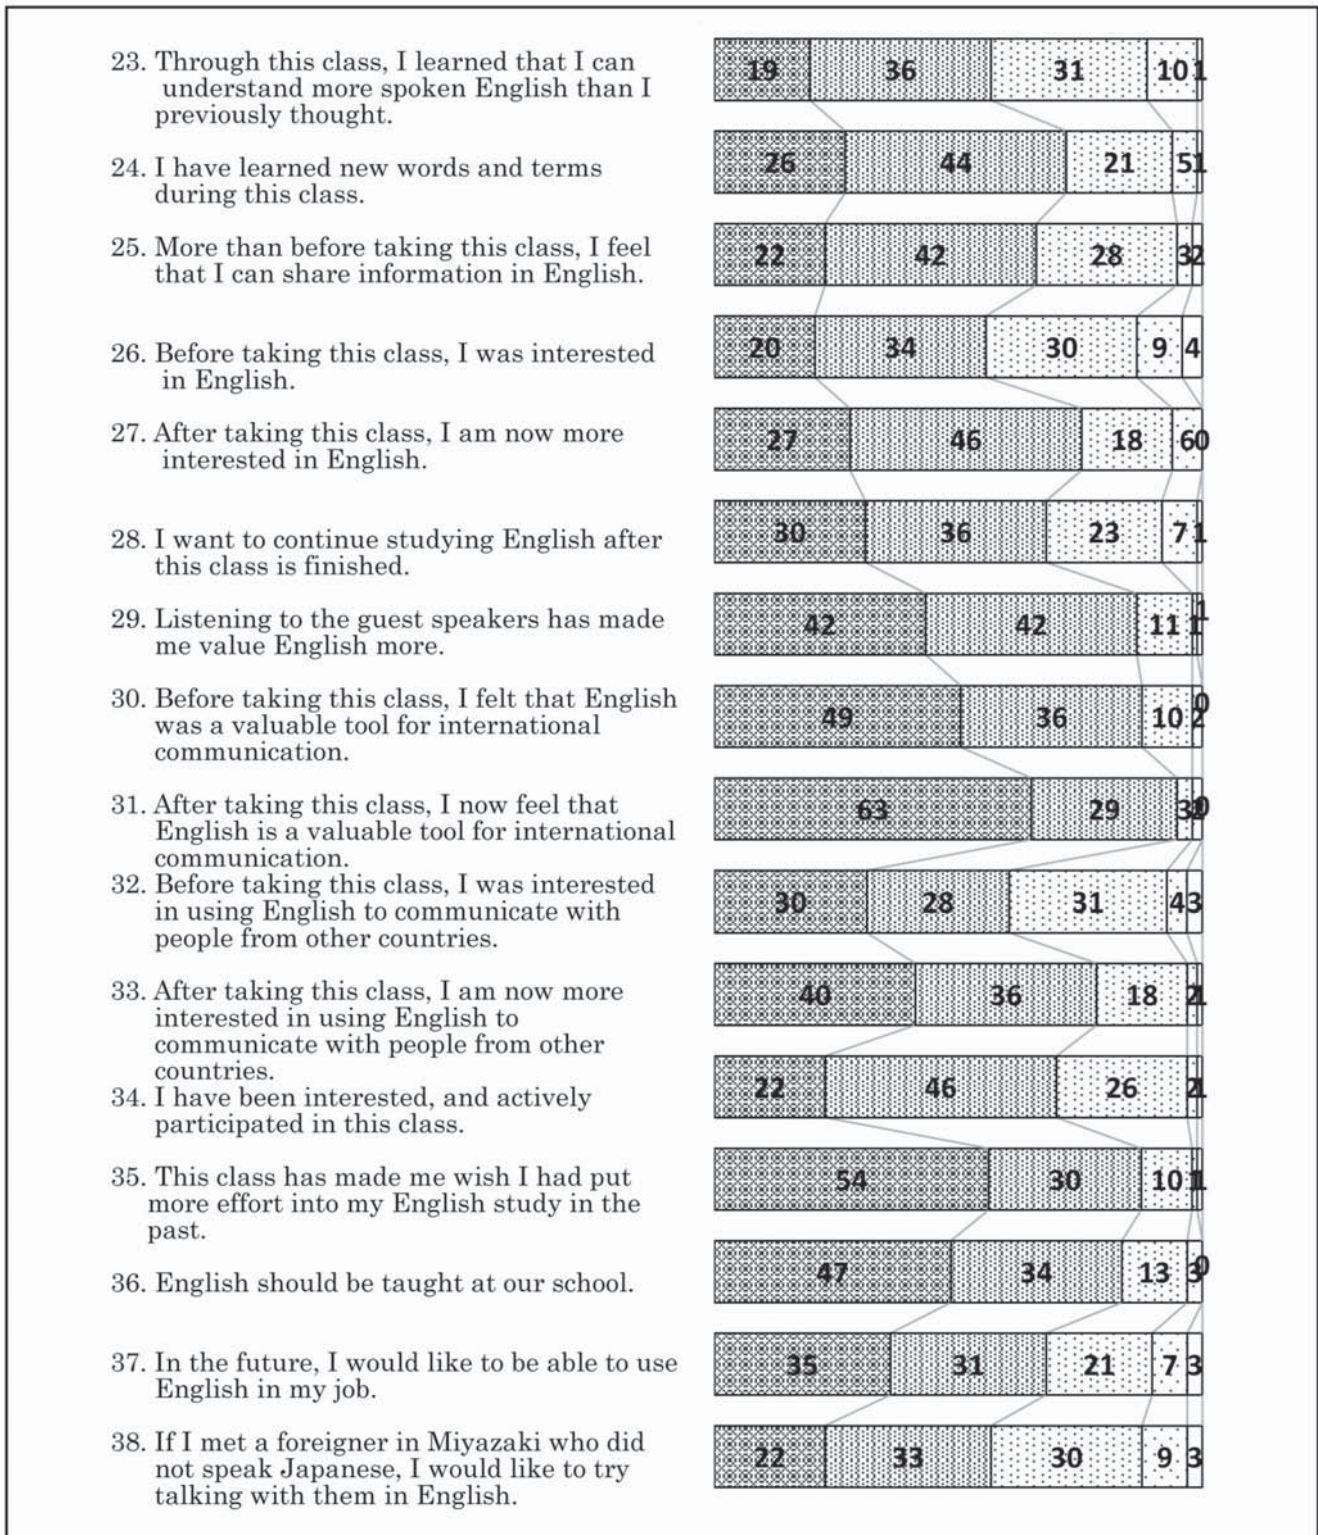 23. Through this class, I learned that I can
understand more spoken English than I
previously thought.
19 36 31 10 1
24. I have learned new words and terms
during this class.
26 44 21 5 1
25. More than before taking this class, I feel
that I can share information in English.
22 42 28 3 2
26. Before taking this class, I was interested
in English.
20 34 30 9 4
27. After taking this class, I am now more
interested in English.
27 46 18 6 0
28. I want to continue studying English after
this class is finished.
30 36 23 7 1
29. Listening to the guest speakers has made
me value English more.
42 42 11 1 1
30. Before taking this class, I felt that English
was a valuable tool for international
communication.
49 36 10 2 0
31. After taking this class, I now feel that
English is a valuable tool for international
communication.
63 29 3 2 0
32. Before taking this class, I was interested
in using English to communicate with
people from other countries.
30 28 31 4 3
33. After taking this class, I am now more
interested in using English to
communicate with people from other
countries.
40 36 18 2 1
34. I have been interested, and actively
participated in this class.
22 46 26 2 1
35. This class has made me wish I had put
more effort into my English study in the
past.
54 30 10 1 1
36. English should be taught at our school.
47 34 13 3 0
37. In the future, I would like to be able to use
English in my job.
35 31 21 7 3
38. If I met a foreigner in Miyazaki who did
not speak Japanese, I would like to try
talking with them in English.
22 33 30 9 3